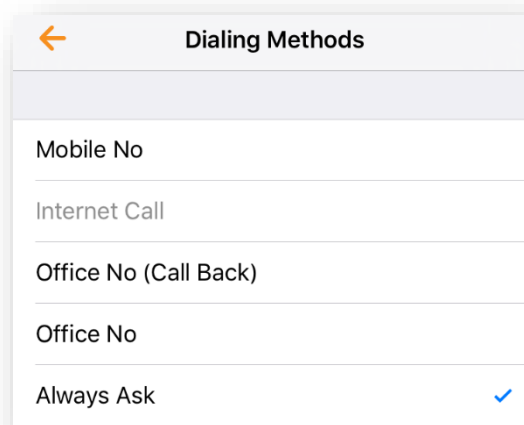 Dialing Methods
Mobile No
Internet Call
Office No (Call Back)
Office No
Always Ask